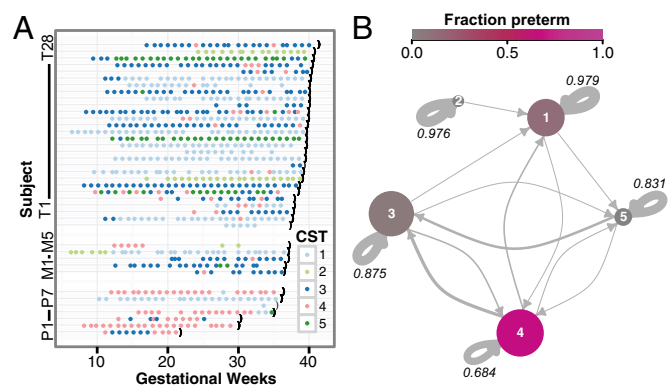 A
Subject
T28
T1
M1-M5
P1-P7
CST
1
2
3
4
5
10 20 30 40
Gestational Weeks
B
Fraction preterm
0.0 0.5 1.0
0.979
2
1
0.976
0.831
3
5
0.875
4
0.684